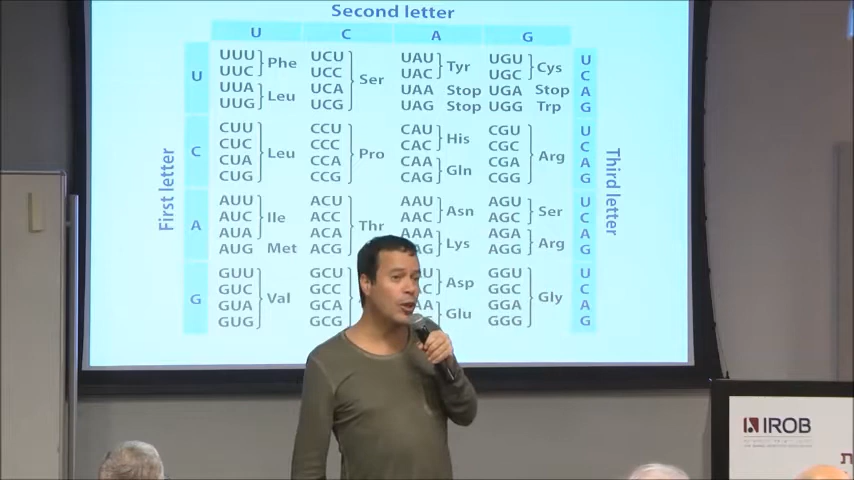 Second letter
U C A G
U UUU UCU UAU UGU U
UUC Phe UCC UAC Tyr UGC Cys C
UUA UCA Ser UAA Stop UGA Stop A
UUG Leu UCG UAG Stop UGG Trp G
C CUU CCU CAU CGU U
CUC CCC CAC His CGC C
CUA Leu CCA Pro CAA CGA Arg A
CUG CCG CAG Gln CGG G
A AUU ACU AAU AGU U
AUC Ile ACC AAC Asn AGC Ser C
AUA ACA Thr AAA AGA A
AUG Met ACG AG Lys AGG Arg G
G GUU GCU U GGU U
GUC GCC AC Asp GGC C
GUA Val GCA AA GGA Gly A
GUG GCG Glu GGG G
First letter
Third letter
IROB